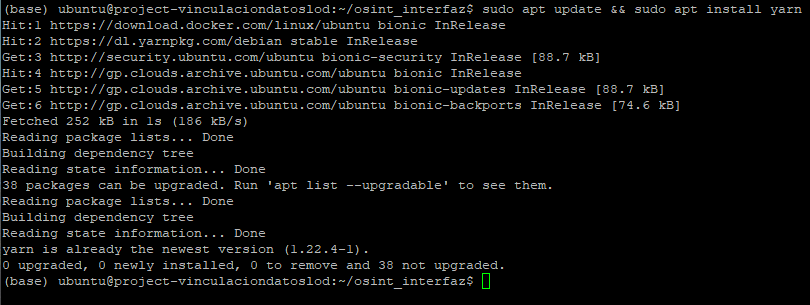 (base) ubuntu@project-vinculaciondatoslod:~/osint_interfaz$ sudo apt update && sudo apt install yarn
Hit:1 https://download.docker.com/linux/ubuntu bionic InRelease
Hit:2 https://dl.yarnpkg.com/debian stable InRelease
Get:3 http://security.ubuntu.com/ubuntu bionic-security InRelease [88.7 kB]
Hit:4 http://gp.clouds.archive.ubuntu.com/ubuntu bionic InRelease
Get:5 http://gp.clouds.archive.ubuntu.com/ubuntu bionic-updates InRelease [88.7 kB]
Get:6 http://gp.clouds.archive.ubuntu.com/ubuntu bionic-backports InRelease [74.6 kB]
Fetched 252 kB in 1s (186 kB/s)
Reading package lists... Done
Building dependency tree
Reading state information... Done
38 packages can be upgraded. Run 'apt list --upgradable' to see them.
Reading package lists... Done
Building dependency tree
Reading state information... Done
yarn is already the newest version (1.22.4-1).
0 upgraded, 0 newly installed, 0 to remove and 38 not upgraded.
(base) ubuntu@project-vinculaciondatoslod:~/osint_interfaz$